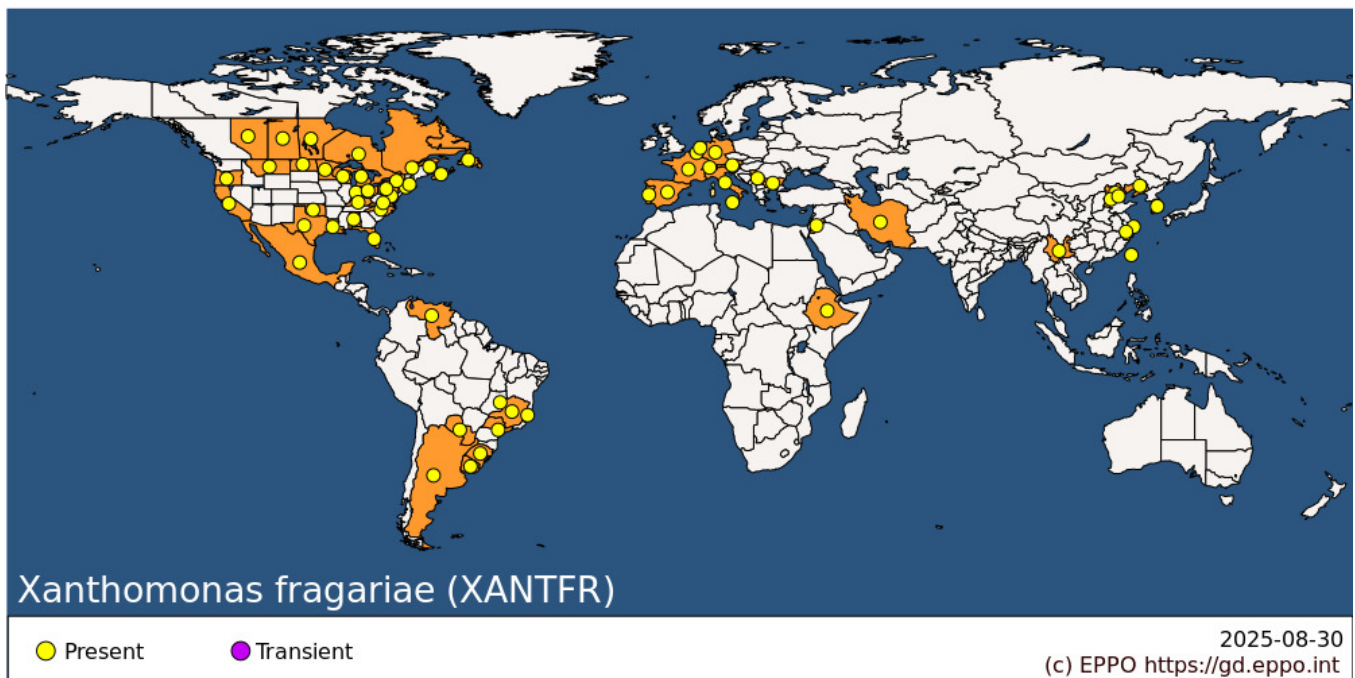 Xanthomonas fragariae (XANTFR)
Present
Transient
2025-08-30
(c) EPPO https://gd.eppo.int